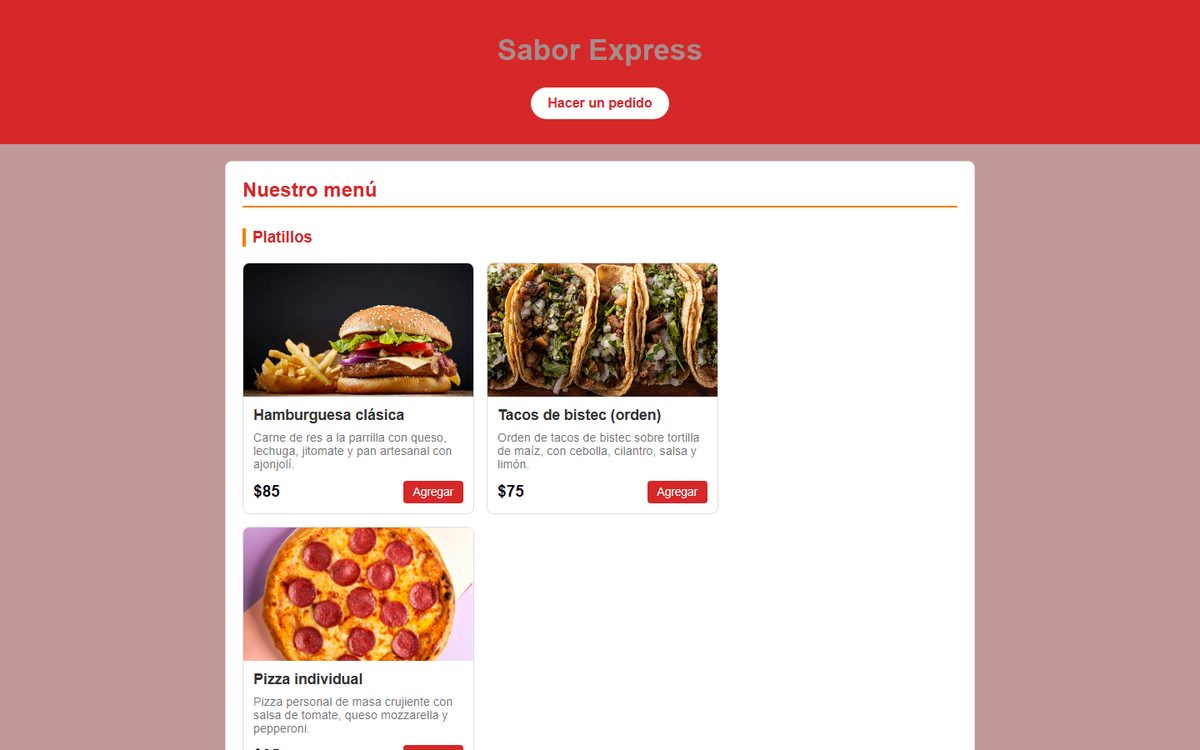 Sabor Express
Hacer un pedido
Nuestro menú
Platillos
Hamburguesa clásica
Carne de res a la parrilla con queso,
lechuga, jitomate y pan artesanal con
ajonjolí.
$85
Agregar
Tacos de bistec (orden)
Orden de tacos de bistec sobre tortilla
de maíz, con cebolla, cilantro, salsa y
limón.
$75
Agregar
Pizza individual
Pizza personal de masa crujiente con
salsa de tomate, queso mozzarella y
pepperoni.